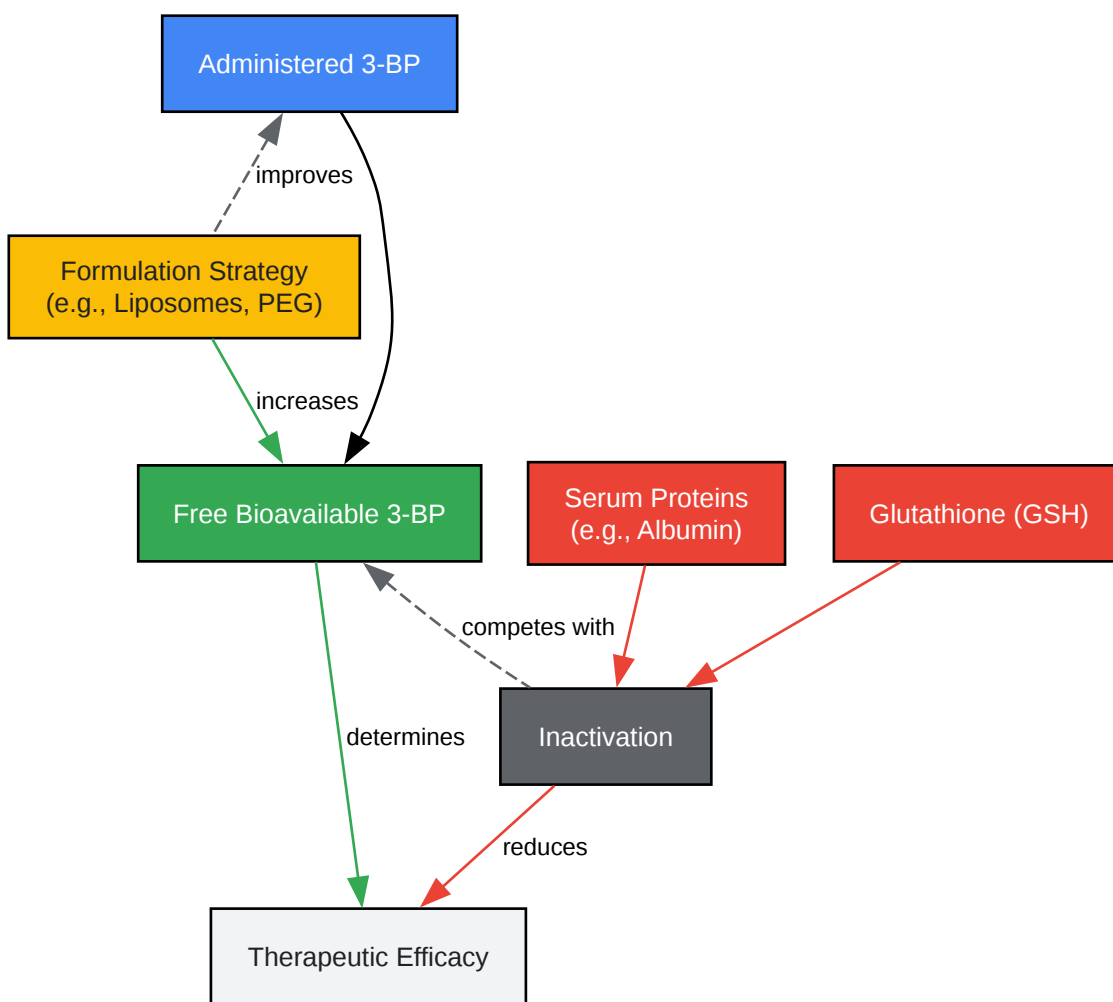 Administered 3-BP
improves
Formulation Strategy
(e.g., Liposomes, PEG)
increases
Free Bioavailable 3-BP
Serum Proteins
(e.g., Albumin)
Glutathione (GSH)
competes with
determines
Inactivation
reduces
Therapeutic Efficacy